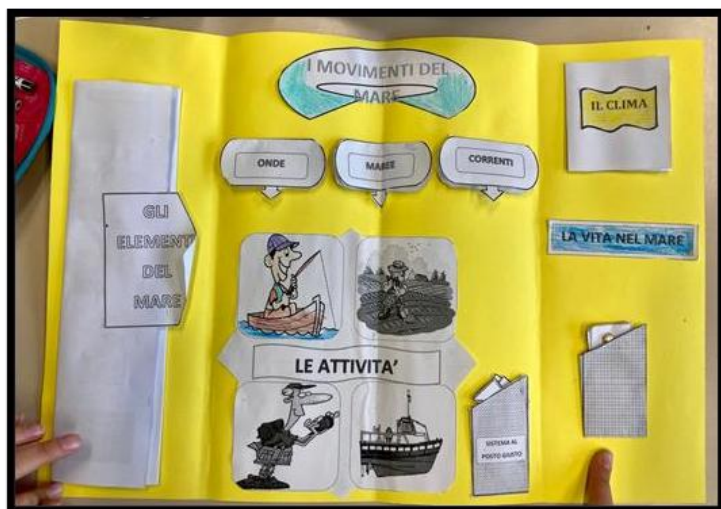 I MOVIMENTI DEL
MARE
IL CLIMA
ONDE
MAREE
CORRENTI
GLI
ELEMENTI
DEL
MARE
LA VITA NEL MARE
LE ATTIVITA'
SISTEMA AL
POSTO GIUSTO